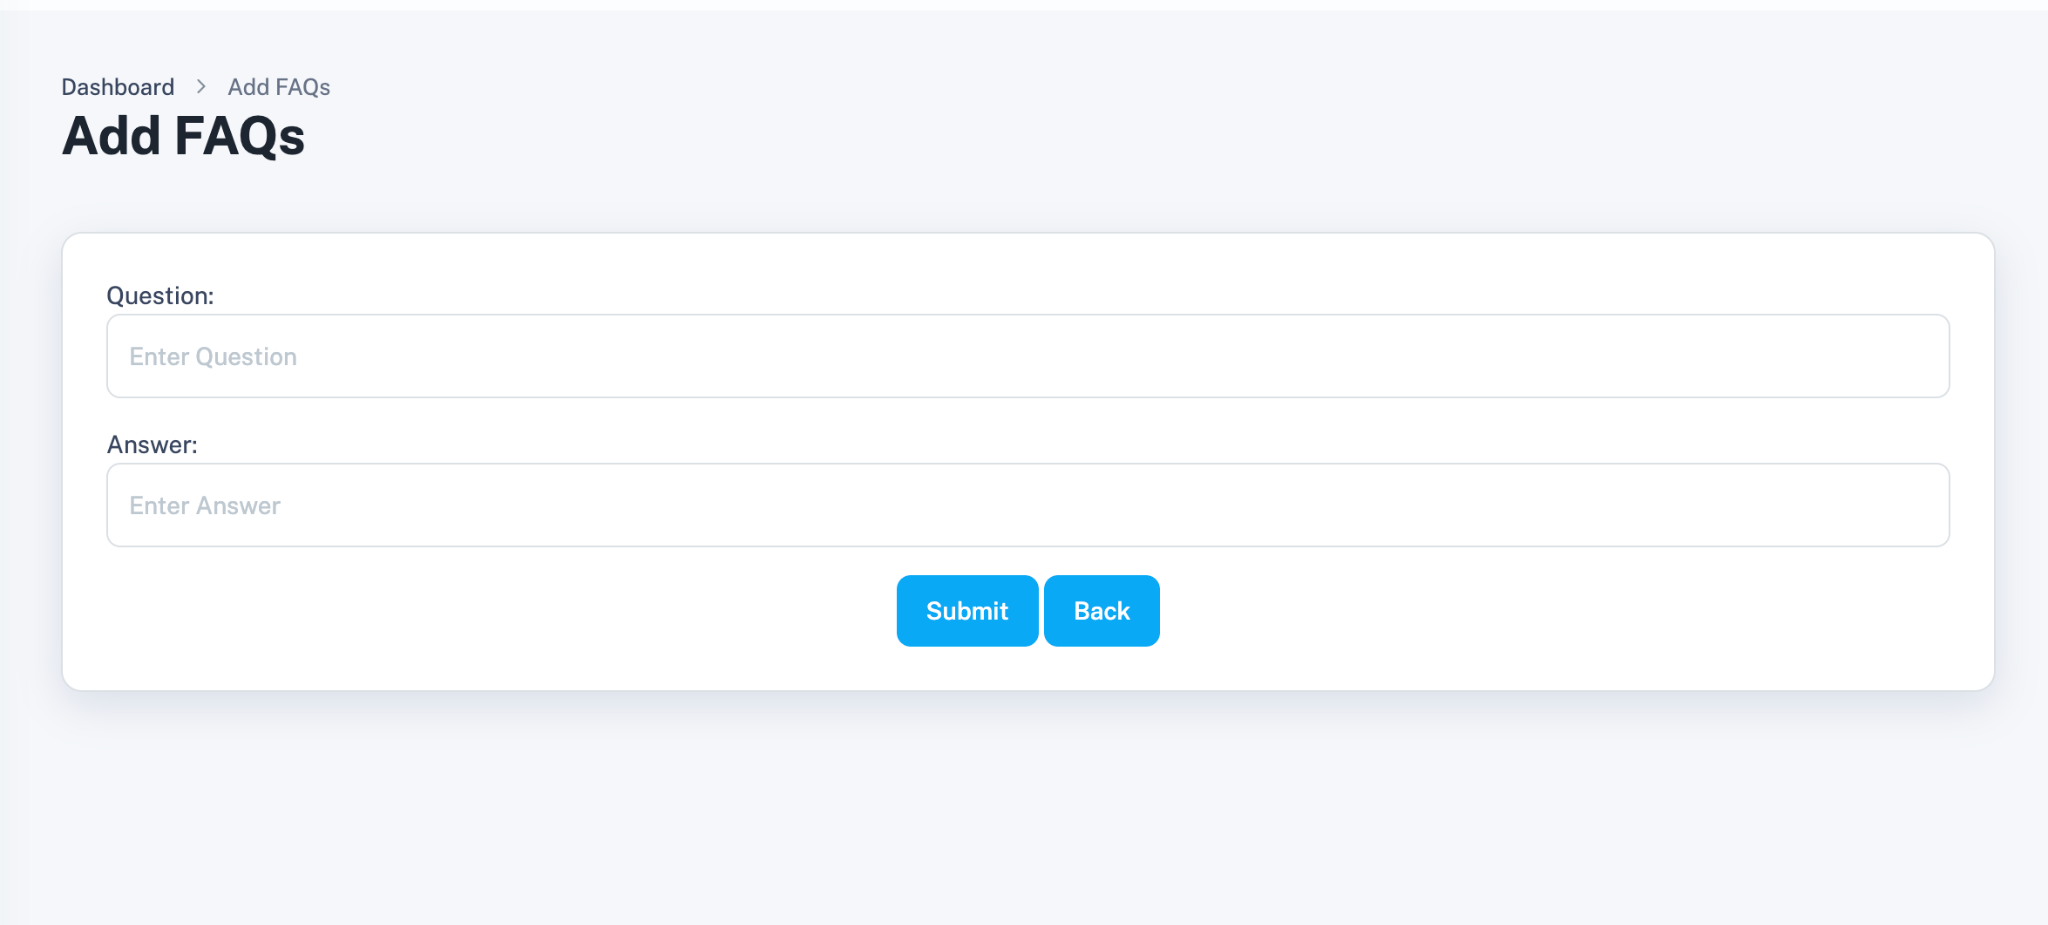 Dashboard > Add FAQs
Add FAQs
Question:
Enter Question
Answer:
Enter Answer
Submit Back